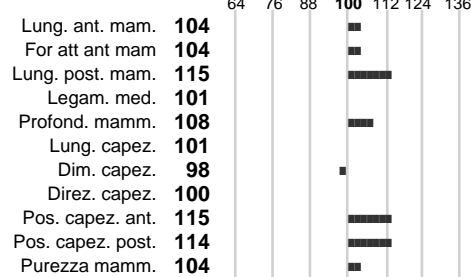 64 76 88 100 112 124 136
Lung. ant. mam. 104
For att ant mam 104
Lung. post. mam. 115
Legam. med. 101
Profond. mamm. 108
Lung. capez. 101
Dim. capez. 98
Direz. capez. 100
Pos. capez. ant. 115
Pos. capez. post. 114
Purezza mamm. 104